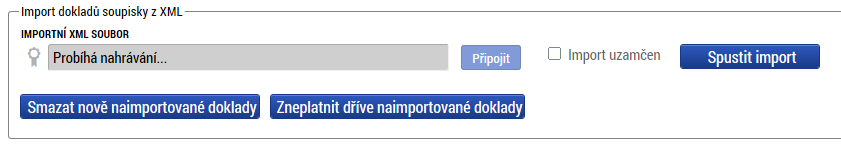 Import dokladů soupisky z XML
IMPORTNÍ XML SOUBOR
Probíhá nahrávání... Připojit Import uzamčen Spustit import
Smazat nově naimportované doklady Zneplatnit dříve naimportované doklady